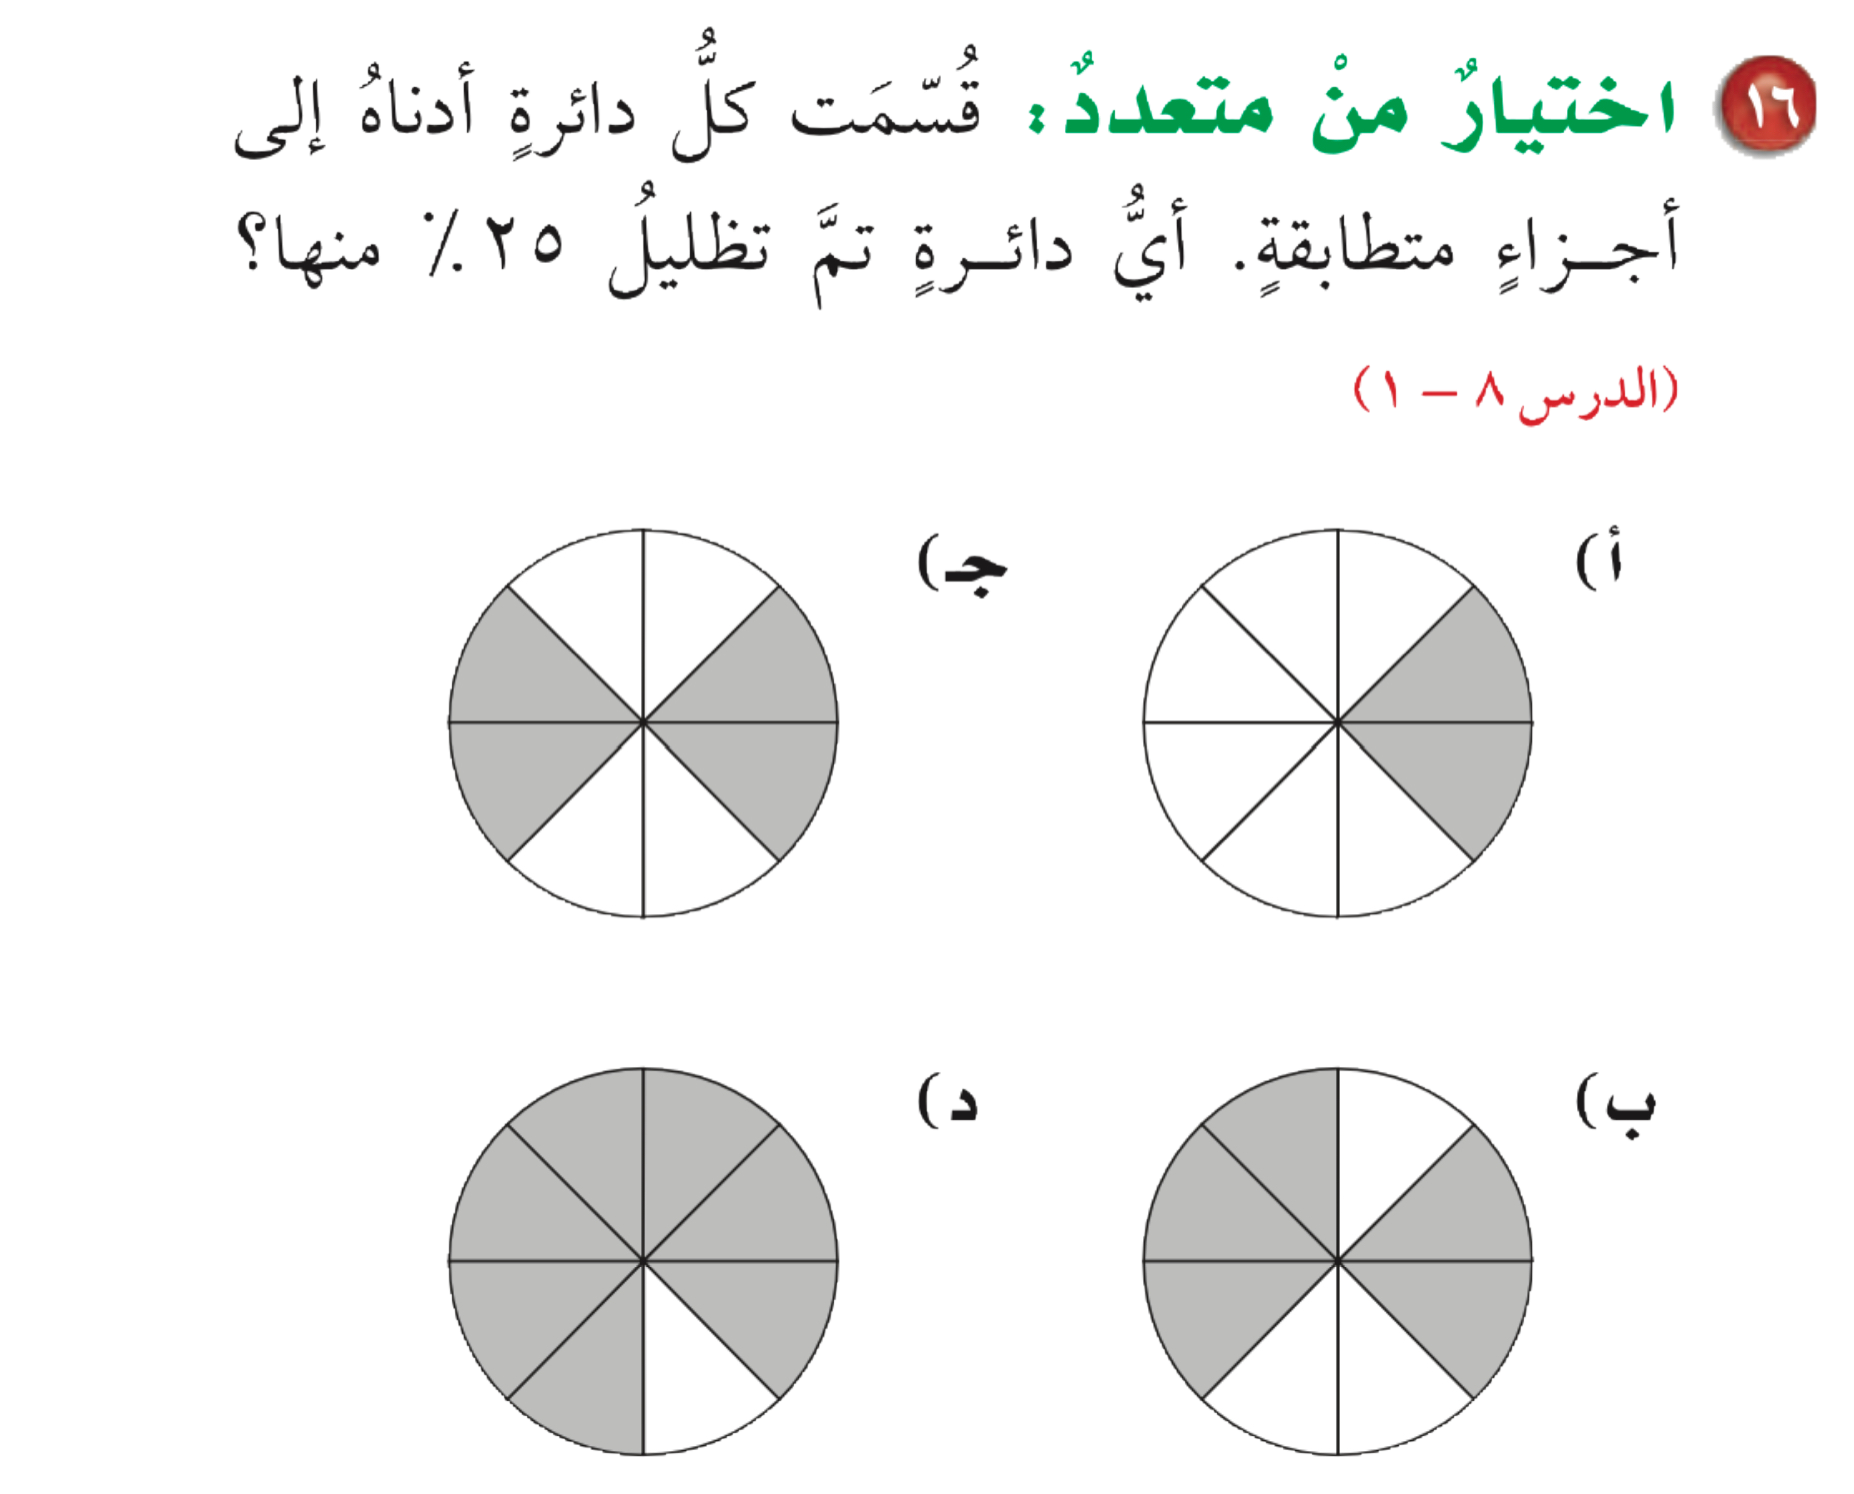 ١٦ اختيارٌ منْ متعددٌ: قُسّمَت كلُّ دائرةٍ أدناهُ إلى
أجـزاءٍ متطابقةٍ. أيُّ دائـرةٍ تمَّ تظليلُ ٢٥٪ منها؟
(الدرس ٨ – ١)
أ) جـ)
ب) د)